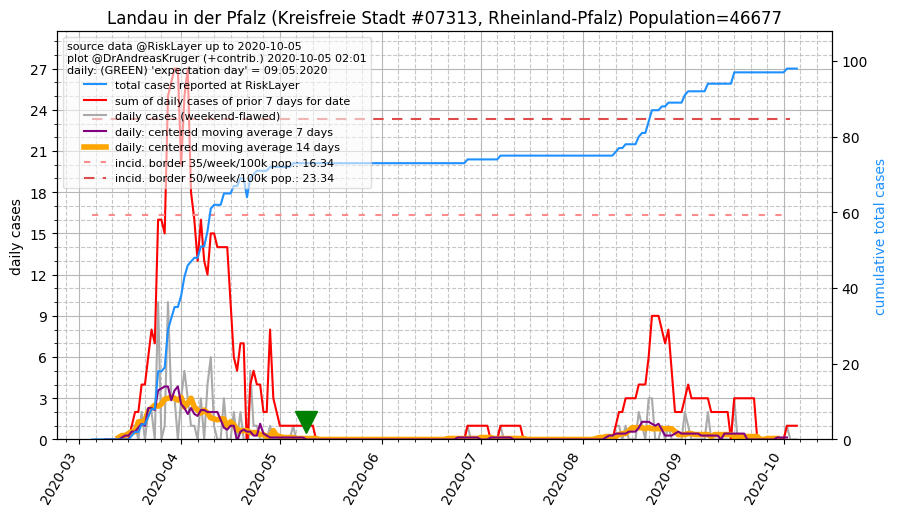 Landau in der Pfalz (Kreisfreie Stadt #07313, Rheinland-Pfalz) Population=46677
source data @RiskLayer up to 2020-10-05
plot @DrAndreasKruger (+contrib.) 2020-10-05 02:01
daily: (GREEN) 'expectation day' = 09.05.2020
total cases reported at RiskLayer
sum of daily cases of prior 7 days for date
daily cases (weekend-flawed)
daily: centered moving average 7 days
daily: centered moving average 14 days
incid. border 35/week/100k pop.: 16.34
incid. border 50/week/100k pop.: 23.34
daily cases
27
24
21
18
15
12
9
6
3
0
cumulative total cases
100
80
60
40
20
0
2020-03
2020-04
2020-05
2020-06
2020-07
2020-08
2020-09
2020-10